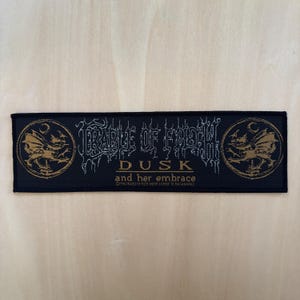 CRADLE OF FILTH
DUSK
and her embrace